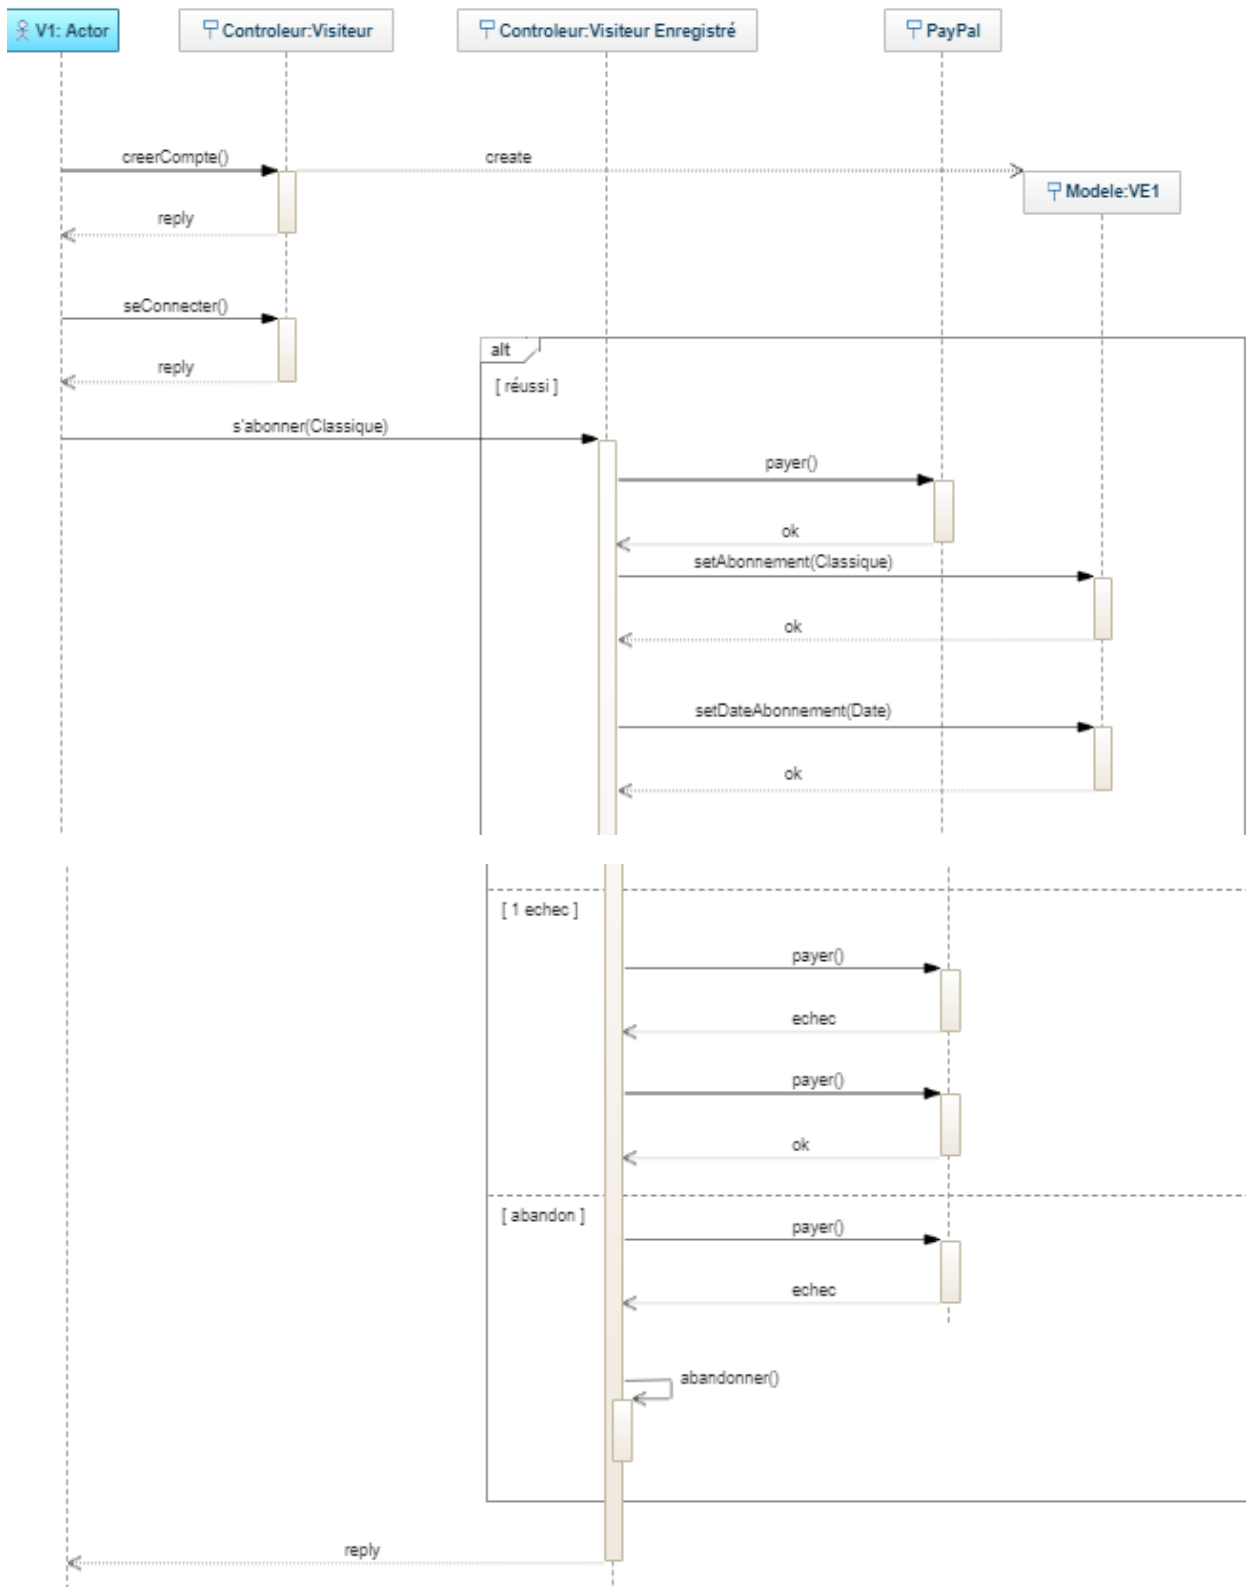 V1: Actor
Controleur:Visiteur
Controleur:Visiteur Enregistré
PayPal
creerCompte()
create
Modele:VE1
reply
seConnecter()
alt
reply
[ réussi ]
s'abonner(Classique)
payer()
ok
setAbonnement(Classique)
ok
setDateAbonnement(Date)
ok
[ 1 echec ]
payer()
echec
payer()
ok
[ abandon ]
payer()
echec
abandonner()
reply